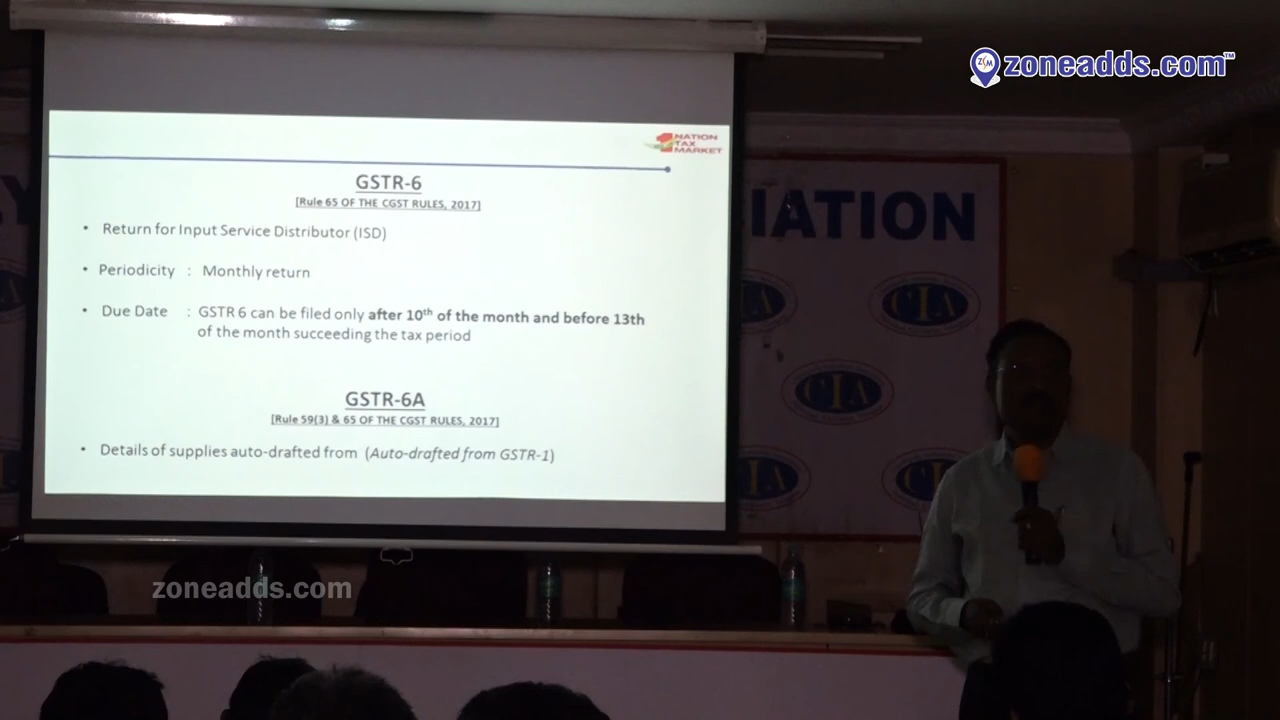 zoneadds.com™
1 NATION
TAX
MARKET
GSTR-6
[Rule 65 OF THE CGST RULES, 2017]
• Return for Input Service Distributor (ISD)
• Periodicity : Monthly return
• Due Date : GSTR 6 can be filed only after 10th of the month and before 13th
of the month succeeding the tax period
GSTR-6A
[Rule 59(3) & 65 OF THE CGST RULES, 2017]
• Details of supplies auto-drafted from (Auto-drafted from GSTR-1)
IATION
CIA
CIA
CIA
CIA
zoneadds.com